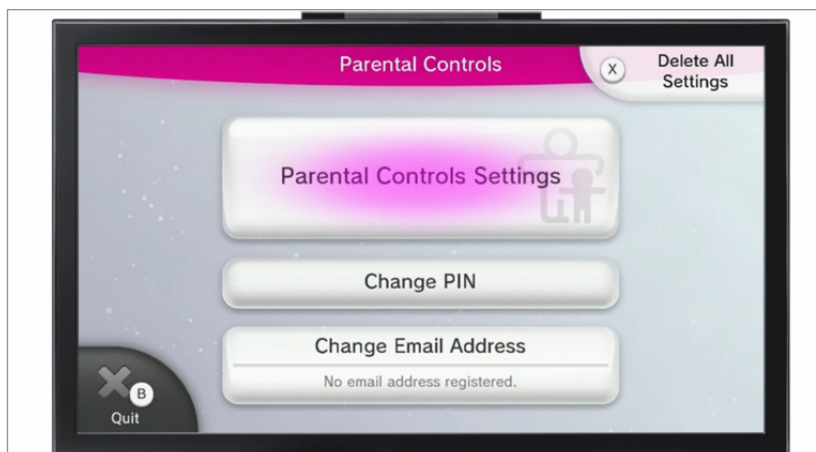 Parental Controls
X
Delete All
Settings
Parental Controls Settings
Change PIN
Change Email Address
No email address registered.
B
Quit